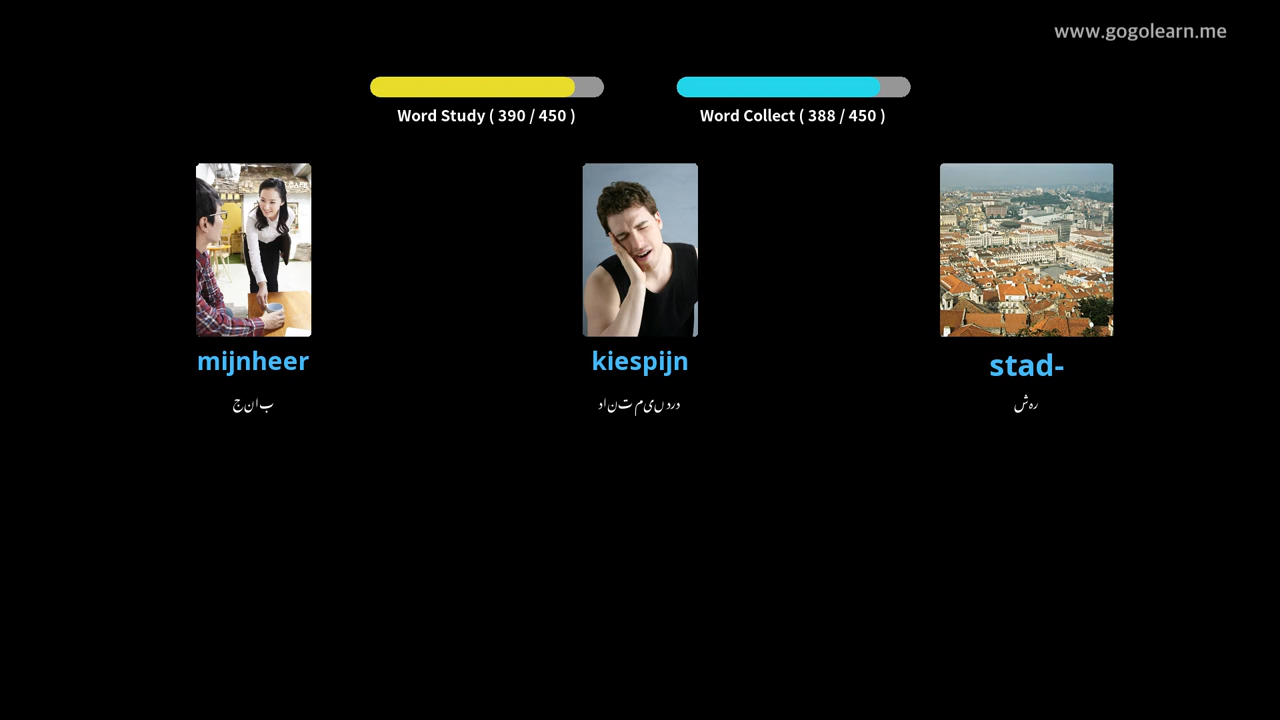 www.gogolearn.me
Word Study ( 390 / 450 )
Word Collect ( 388 / 450 )
mijnheer
جناب
kiespijn
دانت میں درد
stad-
شہر